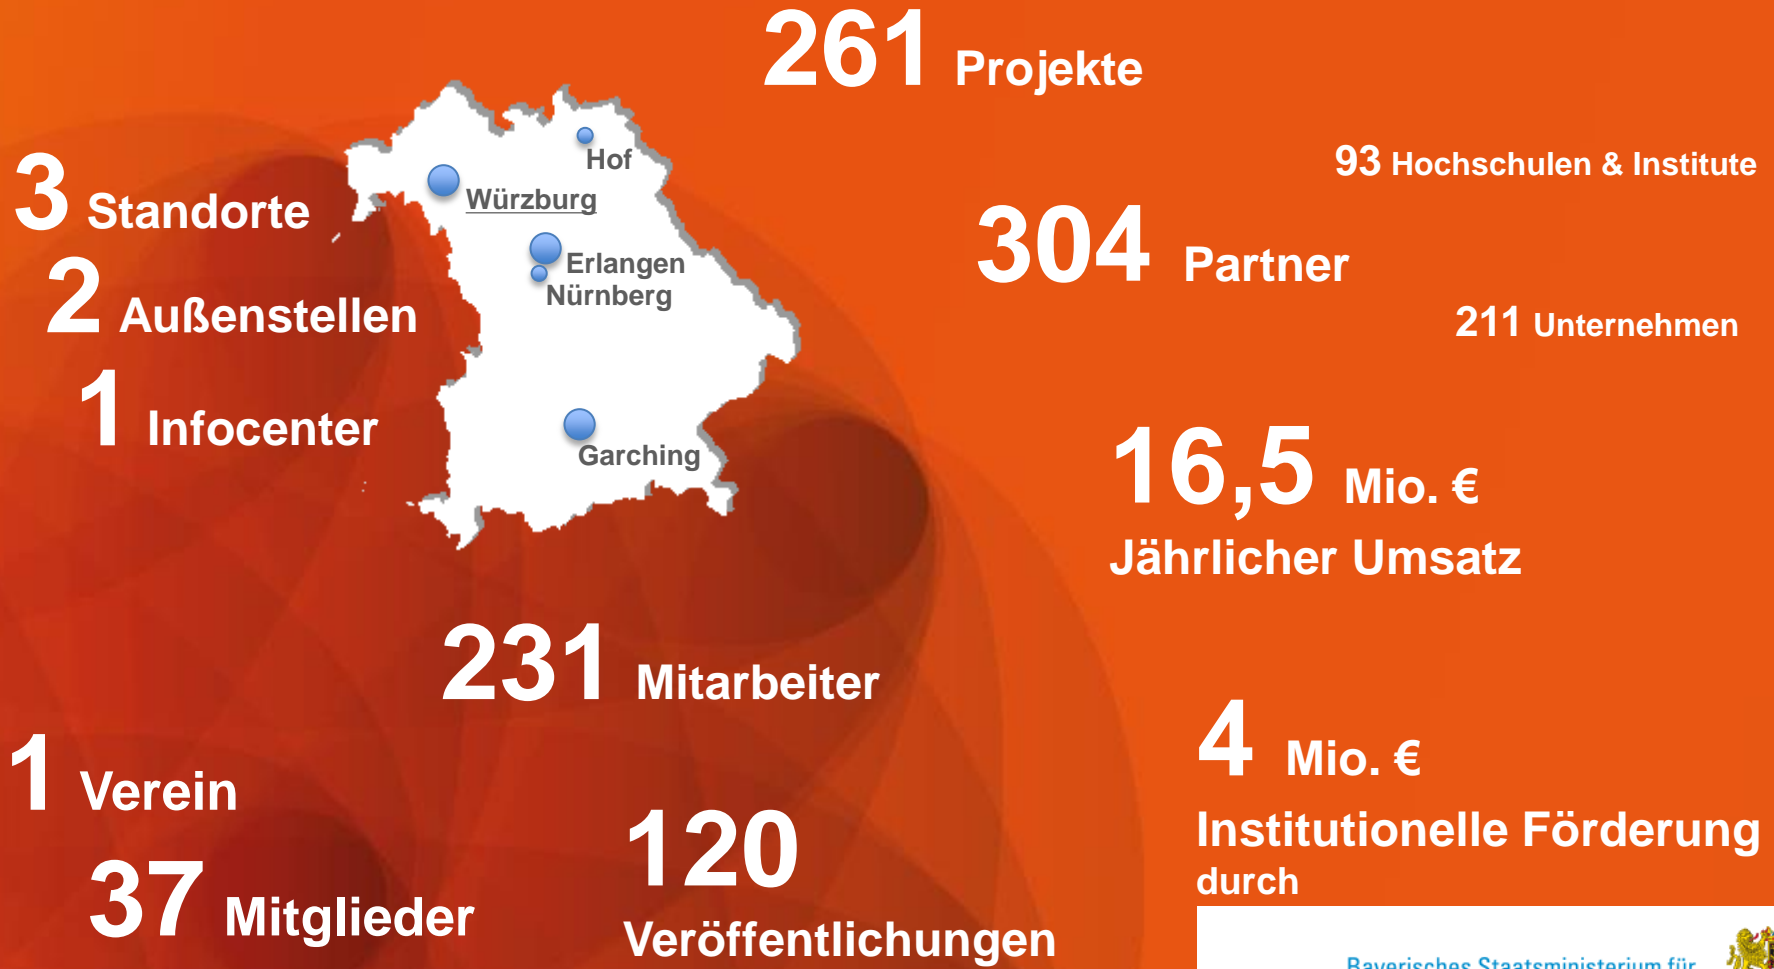 261 Projekte
93 Hochschulen & Institute
304 Partner
211 Unternehmen
3 Standorte
2 Außenstellen
1 Infocenter
Hof
Würzburg
Erlangen
Nürnberg
Garching
16,5 Mio. €
Jährlicher Umsatz
231 Mitarbeiter
1 Verein
37 Mitglieder
120
Veröffentlichungen
4 Mio. €
Institutionelle Förderung
durch
Bayerisches Staatsministerium für